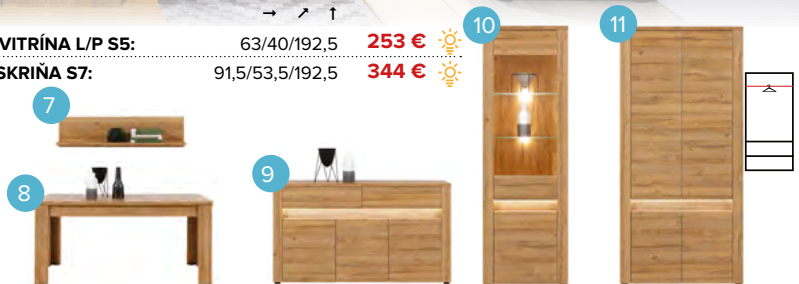 → ↗ ↑
VITRÍNA L/P S5: 63/40/192,5 253 €
SKRIŇA S7: 91,5/53,5/192,5 344 €
10
11
7
8
9